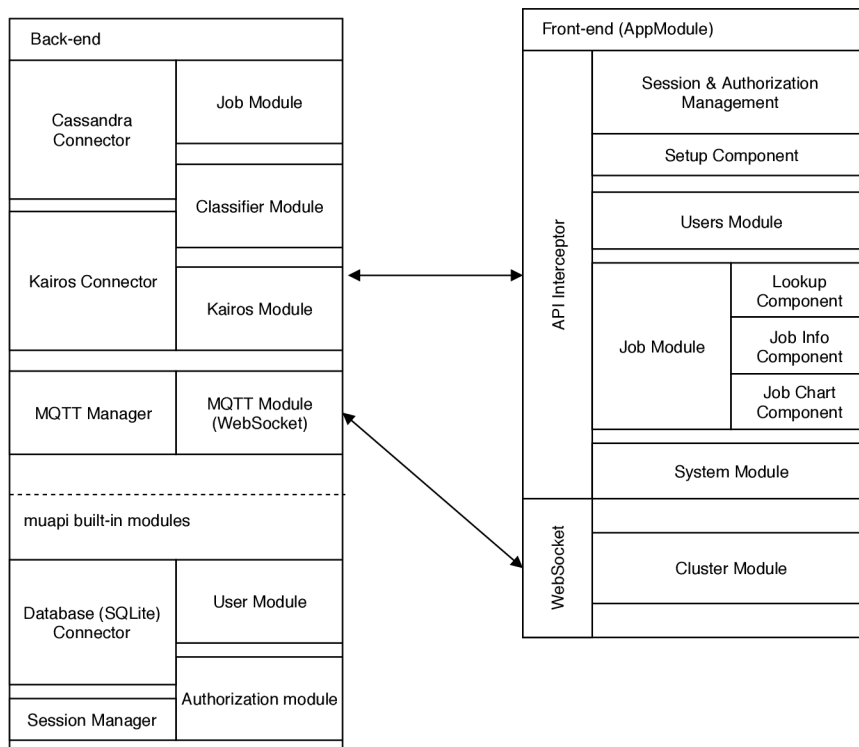 Back-end
Cassandra
Connector
Job Module
Classifier Module
Kairos Connector
Kairos Module
MQTT Manager
MQTT Module
(WebSocket)
muapi built-in modules
Database (SQLite)
Connector
User Module
Authorization module
Session Manager
Front-end (AppModule)
API Interceptor
Session & Authorization
Management
Setup Component
Users Module
Job Module
Lookup
Component
Job Info
Component
Job Chart
Component
System Module
WebSocket
Cluster Module